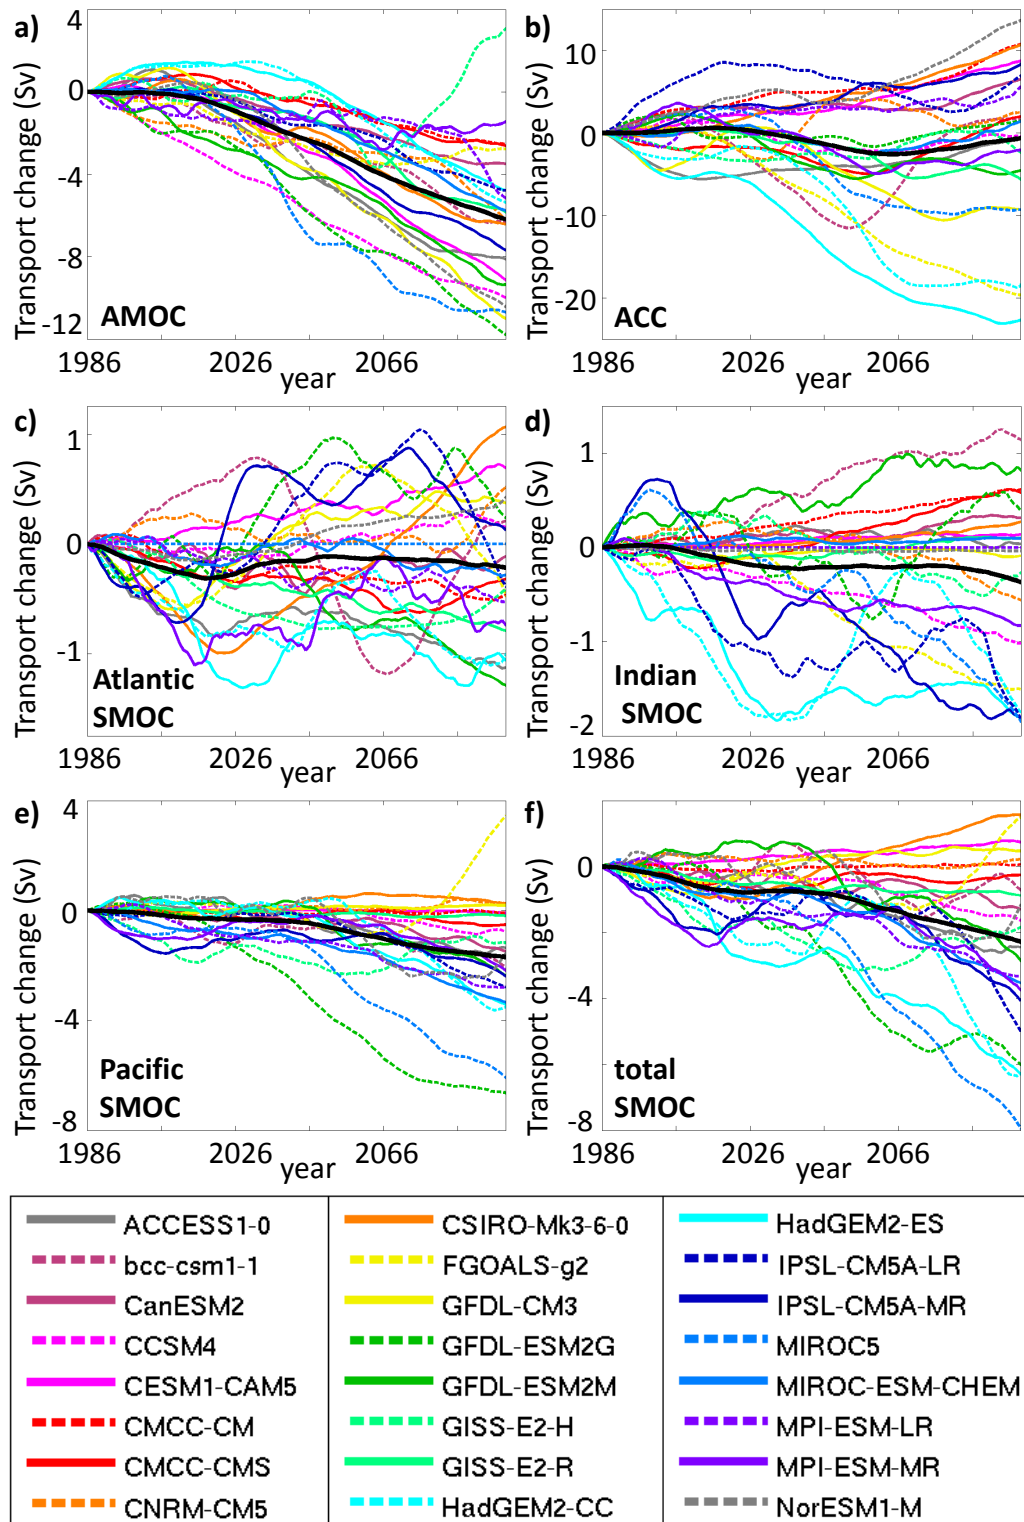 a)
4
0
-4
-8
-12
Transport change (Sv)
AMOC
1986
2026
2066
year
b)
10
0
-10
-20
Transport change (Sv)
ACC
1986
2026
2066
year
c)
1
0
-1
Transport change (Sv)
Atlantic
SMOC
1986
2026
2066
year
d)
1
0
-1
-2
Transport change (Sv)
Indian
SMOC
1986
2026
2066
year
e)
4
0
-4
-8
Transport change (Sv)
Pacific
SMOC
1986
2026
2066
year
f)
0
-4
-8
Transport change (Sv)
total
SMOC
1986
2026
2066
year
ACCESS1-0
bcc-csm1-1
CanESM2
CCSM4
CESM1-CAM5
CMCC-CM
CMCC-CMS
CNRM-CM5
CSIRO-Mk3-6-0
FGOALS-g2
GFDL-CM3
GFDL-ESM2G
GFDL-ESM2M
GISS-E2-H
GISS-E2-R
HadGEM2-CC
HadGEM2-ES
IPSL-CM5A-LR
IPSL-CM5A-MR
MIROC5
MIROC-ESM-CHEM
MPI-ESM-LR
MPI-ESM-MR
NorESM1-M